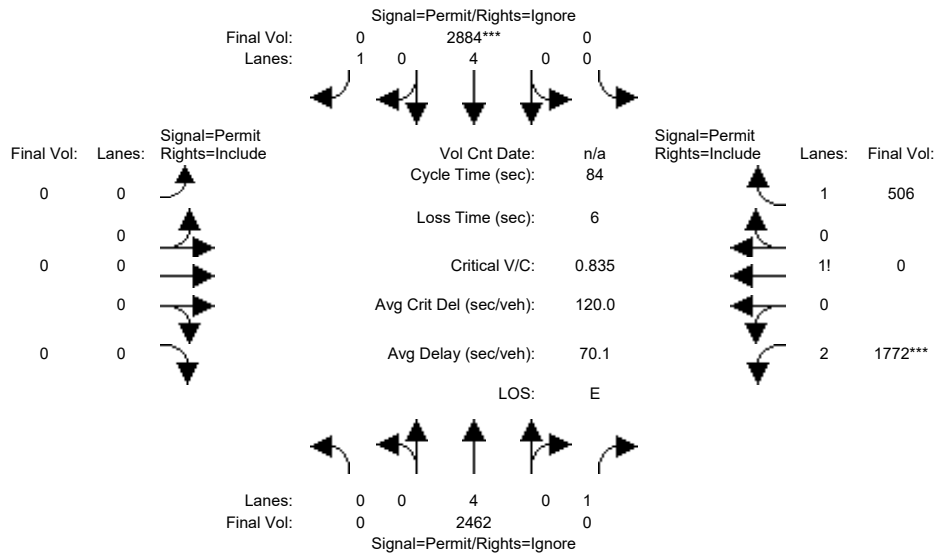 Signal=Permit/Rights=Ignore
Final Vol: 0 2884*** 0
Lanes: 1 0 4 0 0
Signal=Permit Signal=Permit
Final Vol: Lanes: Rights=Include Vol Cnt Date: n/a Rights=Include Lanes: Final Vol:
Cycle Time (sec): 84
0 0 1 506
Loss Time (sec): 6
0 0
0 0 Critical V/C: 0.835 1! 0
0 Avg Crit Del (sec/veh): 120.0 0
0 0 Avg Delay (sec/veh): 70.1 2 1772***
LOS: E
Lanes: 0 0 4 0 1
Final Vol: 0 2462 0
Signal=Permit/Rights=Ignore